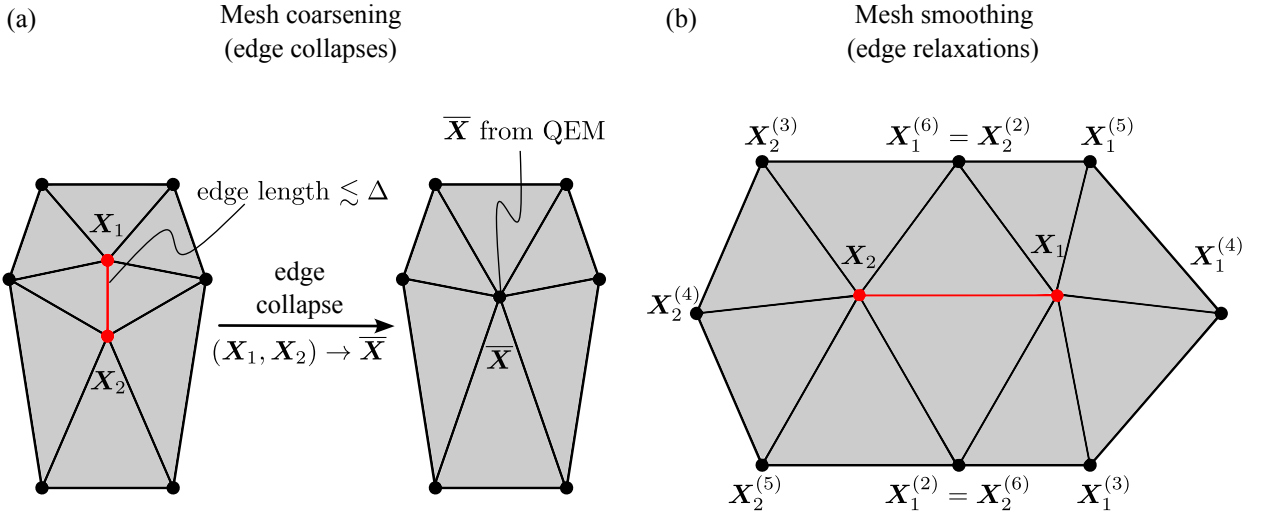 (a)
Mesh coarsening
(edge collapses)
edge length ≲ Δ
X₁
X₂
edge
collapse
(X₁, X₂) → X̅
X̅ from QEM
X̅
(b)
Mesh smoothing
(edge relaxations)
X₂⁽³⁾
X₁⁽⁶⁾ = X₂⁽²⁾
X₁⁽⁵⁾
X₂
X₁
X₁⁽⁴⁾
X₂⁽⁴⁾
X₂⁽⁵⁾
X₁⁽²⁾ = X₂⁽⁶⁾
X₁⁽³⁾